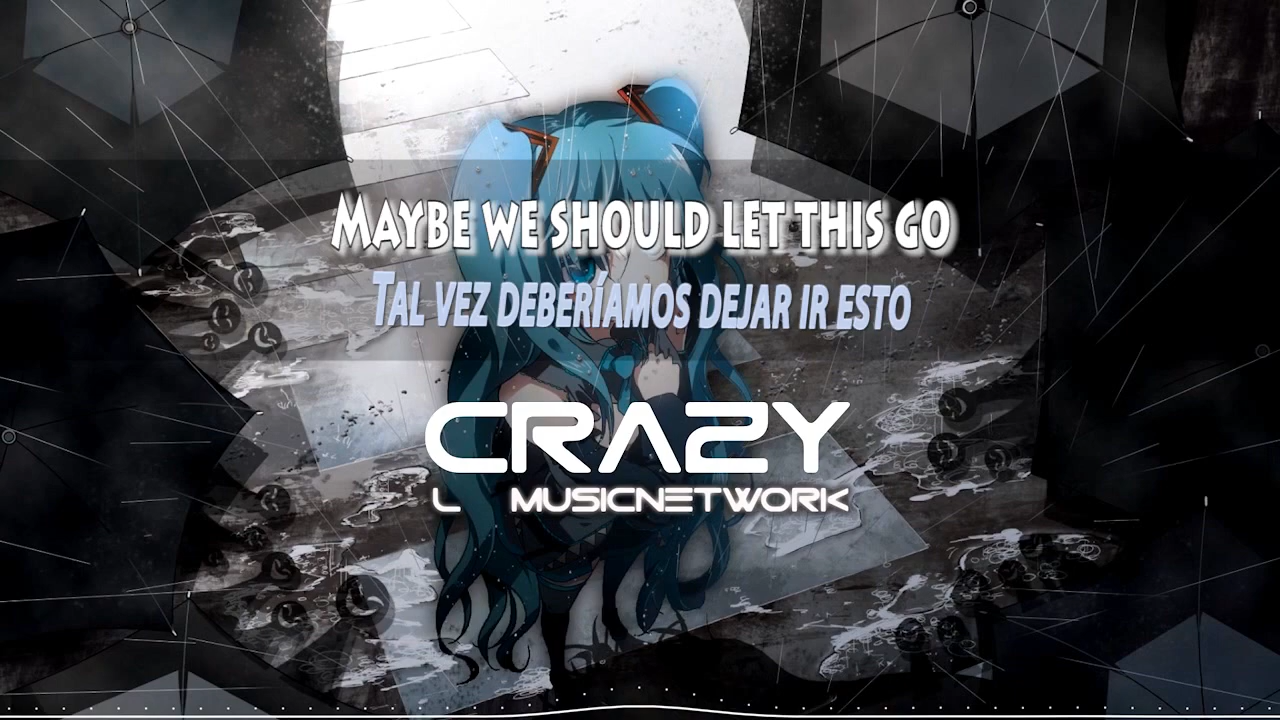 Maybe we should let this go
Tal vez deberíamos dejar ir esto
CRAZY
L MUSICNETWORK